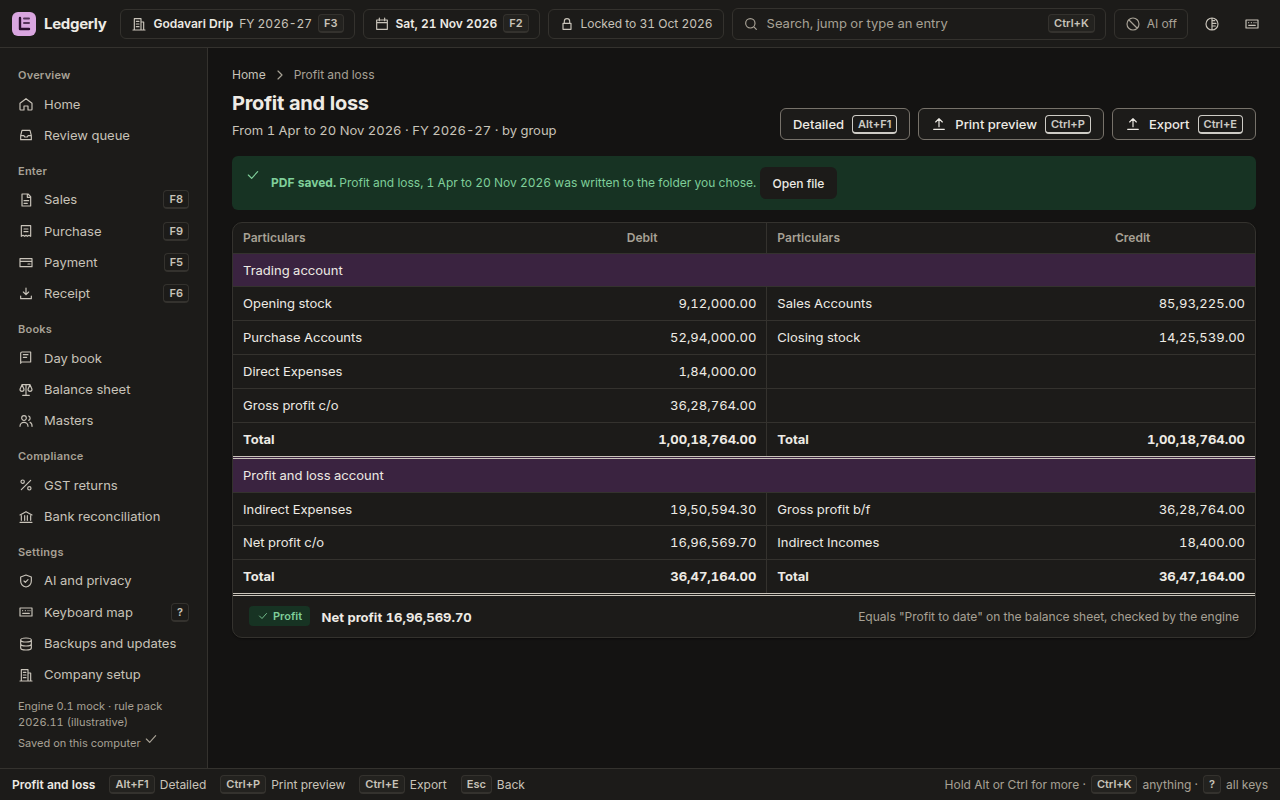 Ledgerly
Godavari Drip FY 2026-27 F3
Sat, 21 Nov 2026 F2
Locked to 31 Oct 2026
Search, jump or type an entry Ctrl+K
AI off
Overview
Home
Review queue
Enter
Sales F8
Purchase F9
Payment F5
Receipt F6
Books
Day book
Balance sheet
Masters
Compliance
GST returns
Bank reconciliation
Settings
AI and privacy
Keyboard map ?
Backups and updates
Company setup
Engine 0.1 mock · rule pack
2026.11 (illustrative)
Saved on this computer
Home > Profit and loss
Profit and loss
From 1 Apr to 20 Nov 2026 · FY 2026-27 · by group
Detailed Alt+F1
Print preview Ctrl+P
Export Ctrl+E
PDF saved. Profit and loss, 1 Apr to 20 Nov 2026 was written to the folder you chose. Open file
Particulars Debit Particulars Credit
Trading account
Opening stock 9,12,000.00 Sales Accounts 85,93,225.00
Purchase Accounts 52,94,000.00 Closing stock 14,25,539.00
Direct Expenses 1,84,000.00
Gross profit c/o 36,28,764.00
Total 1,00,18,764.00 Total 1,00,18,764.00
Profit and loss account
Indirect Expenses 19,50,594.30 Gross profit b/f 36,28,764.00
Net profit c/o 16,96,569.70 Indirect Incomes 18,400.00
Total 36,47,164.00 Total 36,47,164.00
Profit Net profit 16,96,569.70 Equals "Profit to date" on the balance sheet, checked by the engine
Profit and loss Alt+F1 Detailed Ctrl+P Print preview Ctrl+E Export Esc Back
Hold Alt or Ctrl for more · Ctrl+K anything · ? all keys